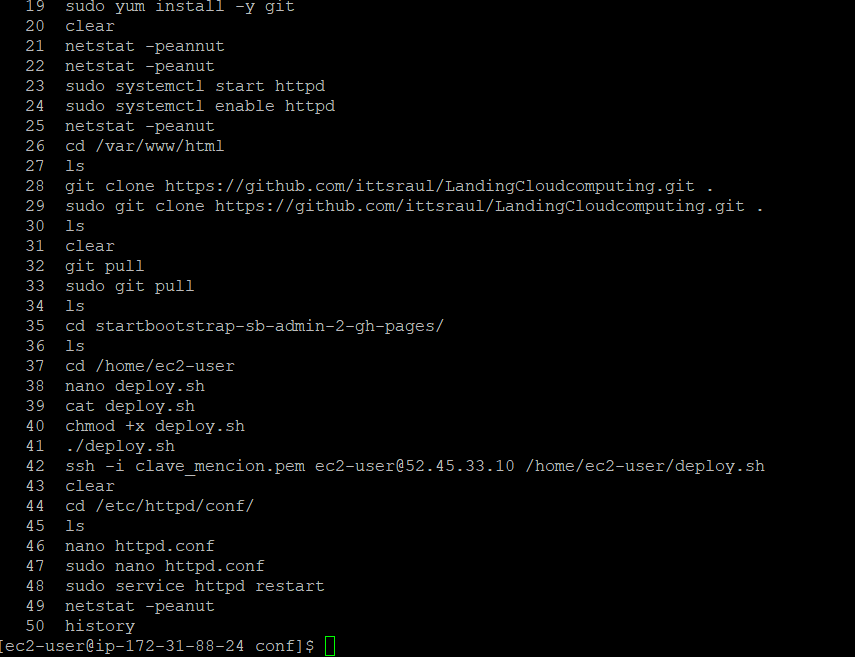 19  sudo yum install -y git
20  clear
21  netstat -peannut
22  netstat -peanut
23  sudo systemctl start httpd
24  sudo systemctl enable httpd
25  netstat -peanut
26  cd /var/www/html
27  ls
28  git clone https://github.com/ittsraul/LandingCloudcomputing.git .
29  sudo git clone https://github.com/ittsraul/LandingCloudcomputing.git .
30  ls
31  clear
32  git pull
33  sudo git pull
34  ls
35  cd startbootstrap-sb-admin-2-gh-pages/
36  ls
37  cd /home/ec2-user
38  nano deploy.sh
39  cat deploy.sh
40  chmod +x deploy.sh
41  ./deploy.sh
42  ssh -i clave_mencion.pem ec2-user@52.45.33.10 /home/ec2-user/deploy.sh
43  clear
44  cd /etc/httpd/conf/
45  ls
46  nano httpd.conf
47  sudo nano httpd.conf
48  sudo service httpd restart
49  netstat -peanut
50  history
[ec2-user@ip-172-31-88-24 conf]$